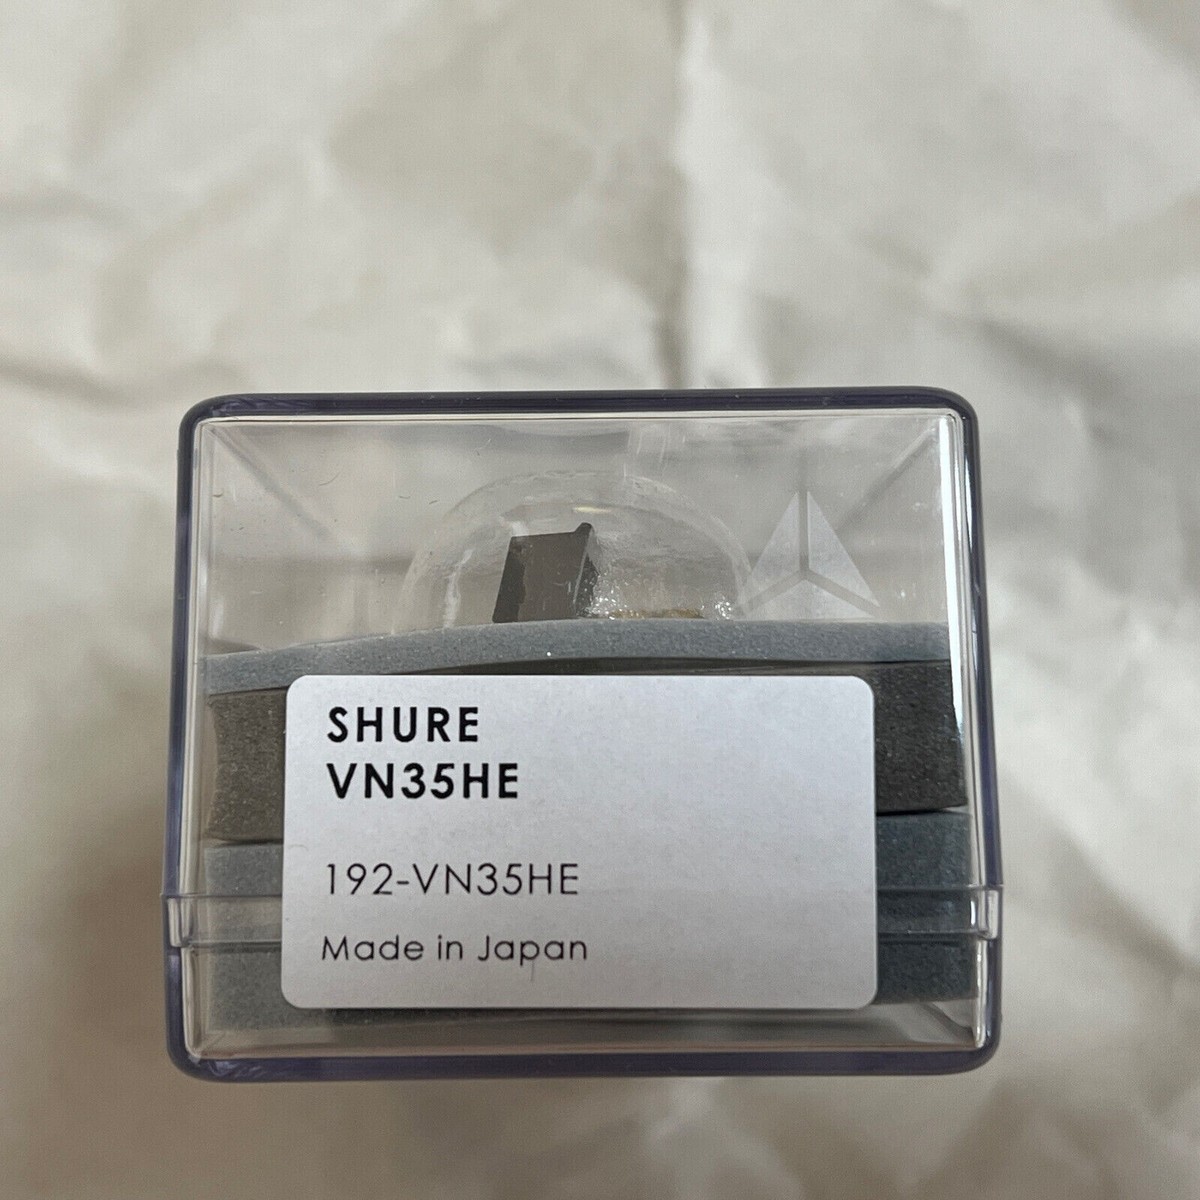 SHURE
VN35HE
192-VN35HE
Made in Japan